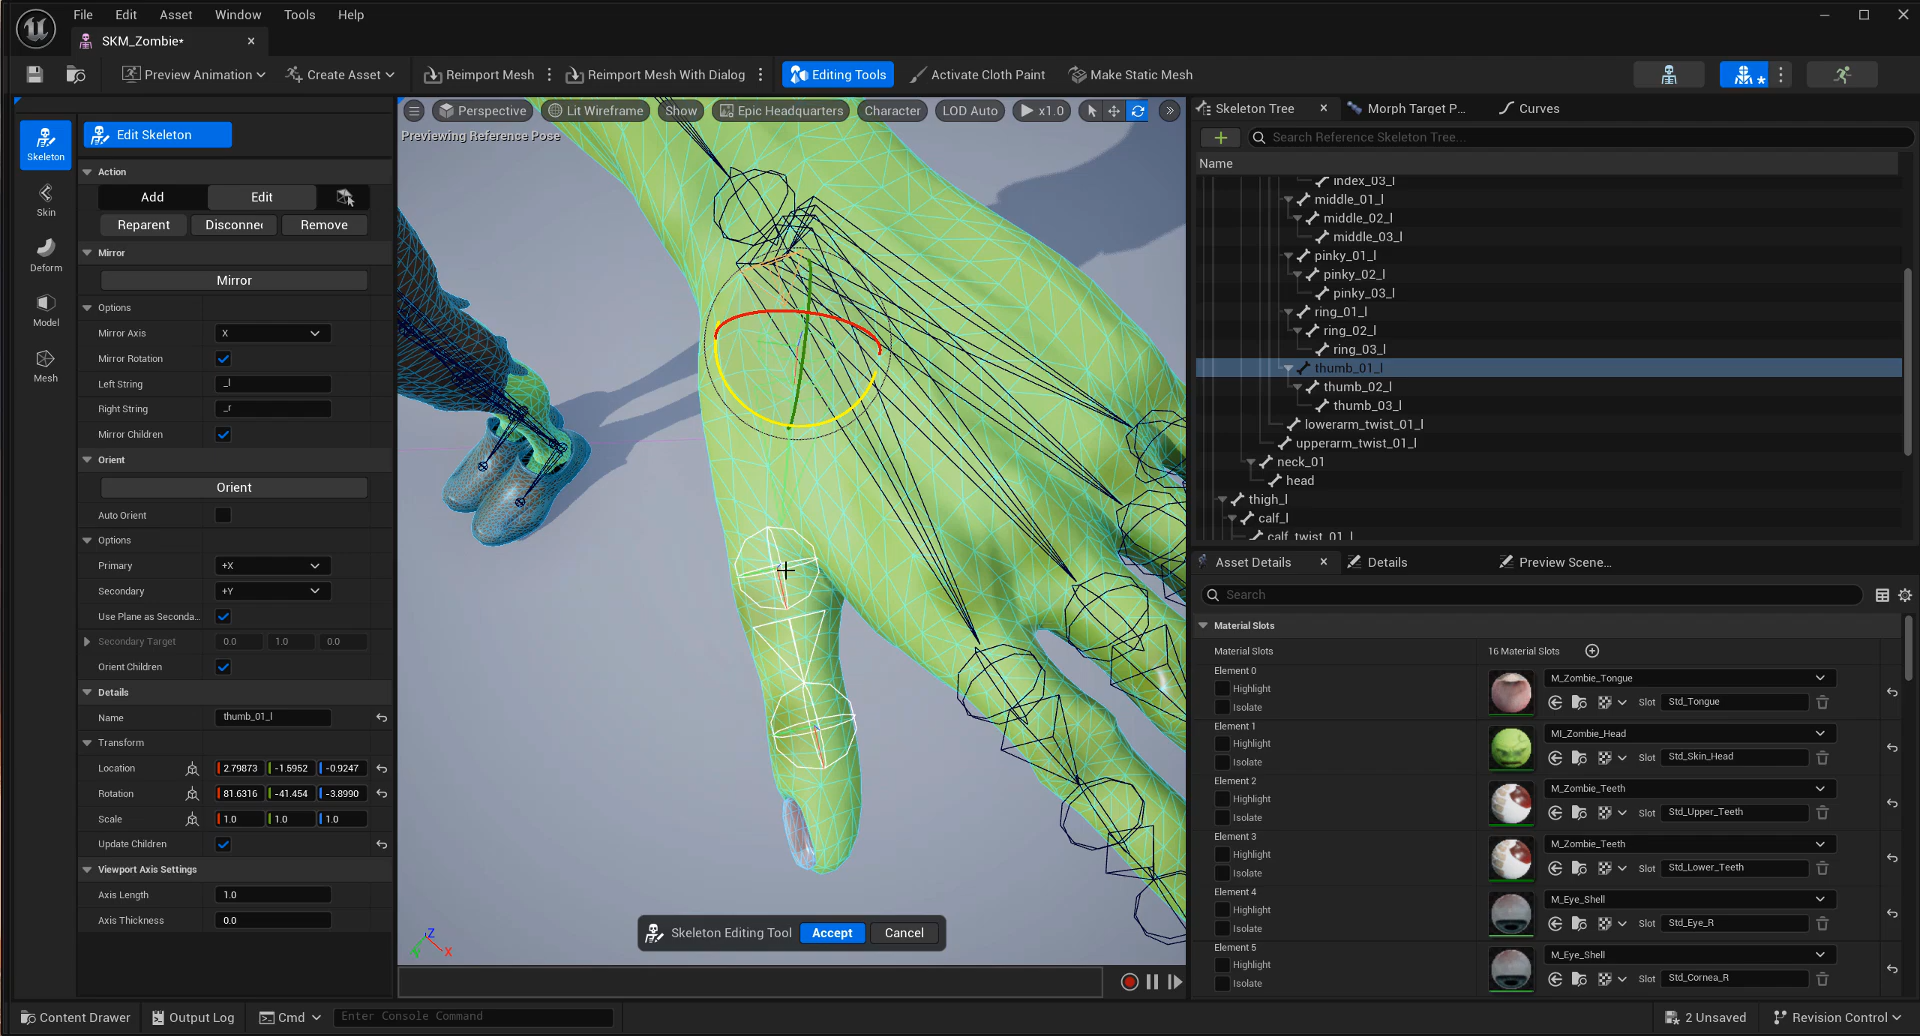 File Edit Asset Window Tools Help
SKM_Zombie*
Preview Animation Create Asset Reimport Mesh Reimport Mesh With Dialog Editing Tools Activate Cloth Paint Make Static Mesh
Skeleton
Skin
Deform
Model
Mesh
Edit Skeleton
Action
Add Edit
Reparent Disconnec Remove
Mirror
Mirror
Options
Mirror Axis X
Mirror Rotation
Left String _l
Right String _r
Mirror Children
Orient
Orient
Auto Orient
Options
Primary +X
Secondary +Y
Use Plane as Seconda..
Secondary Target 0.0 1.0 0.0
Orient Children
Details
Name thumb_01_l
Transform
Location 2.79873 -1.5952 -0.9247
Rotation 81.6316 -41.454 -3.8990
Scale 1.0 1.0 1.0
Update Children
Viewport Axis Settings
Axis Length 1.0
Axis Thickness 0.0
Perspective Lit Wireframe Show Epic Headquarters Character LOD Auto x1.0
Previewing Reference Pose
Z
X
Skeleton Editing Tool Accept Cancel
Skeleton Tree Morph Target P... Curves
Search Reference Skeleton Tree...
Name
index_03_l
middle_01_l
middle_02_l
middle_03_l
pinky_01_l
pinky_02_l
pinky_03_l
ring_01_l
ring_02_l
ring_03_l
thumb_01_l
thumb_02_l
thumb_03_l
lowerarm_twist_01_l
upperarm_twist_01_l
neck_01
head
thigh_l
calf_l
calf_twist_01_l
Asset Details Details Preview Scene...
Search
Material Slots
Material Slots 16 Material Slots
Element 0
Highlight
Isolate
M_Zombie_Tongue
Slot Std_Tongue
Element 1
Highlight
Isolate
MI_Zombie_Head
Slot Std_Skin_Head
Element 2
Highlight
Isolate
M_Zombie_Teeth
Slot Std_Upper_Teeth
Element 3
Highlight
Isolate
M_Zombie_Teeth
Slot Std_Lower_Teeth
Element 4
Highlight
Isolate
M_Eye_Shell
Slot Std_Eye_R
Element 5
Highlight
Isolate
M_Eye_Shell
Slot Std_Cornea_R
Content Drawer Output Log Cmd Enter Console Command 2 Unsaved Revision Control